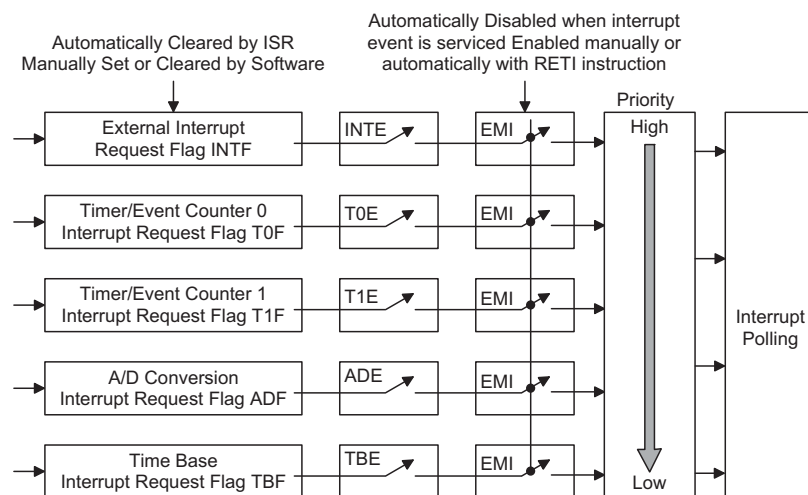 Automatically Cleared by ISR
Manually Set or Cleared by Software
Automatically Disabled when interrupt
event is serviced Enabled manually or
automatically with RETI instruction
Priority
External Interrupt
Request Flag INTF
INTE
EMI
High
Timer/Event Counter 0
Interrupt Request Flag T0F
T0E
EMI
Timer/Event Counter 1
Interrupt Request Flag T1F
T1E
EMI
Interrupt
Polling
A/D Conversion
Interrupt Request Flag ADF
ADE
EMI
Time Base
Interrupt Request Flag TBF
TBE
EMI
Low